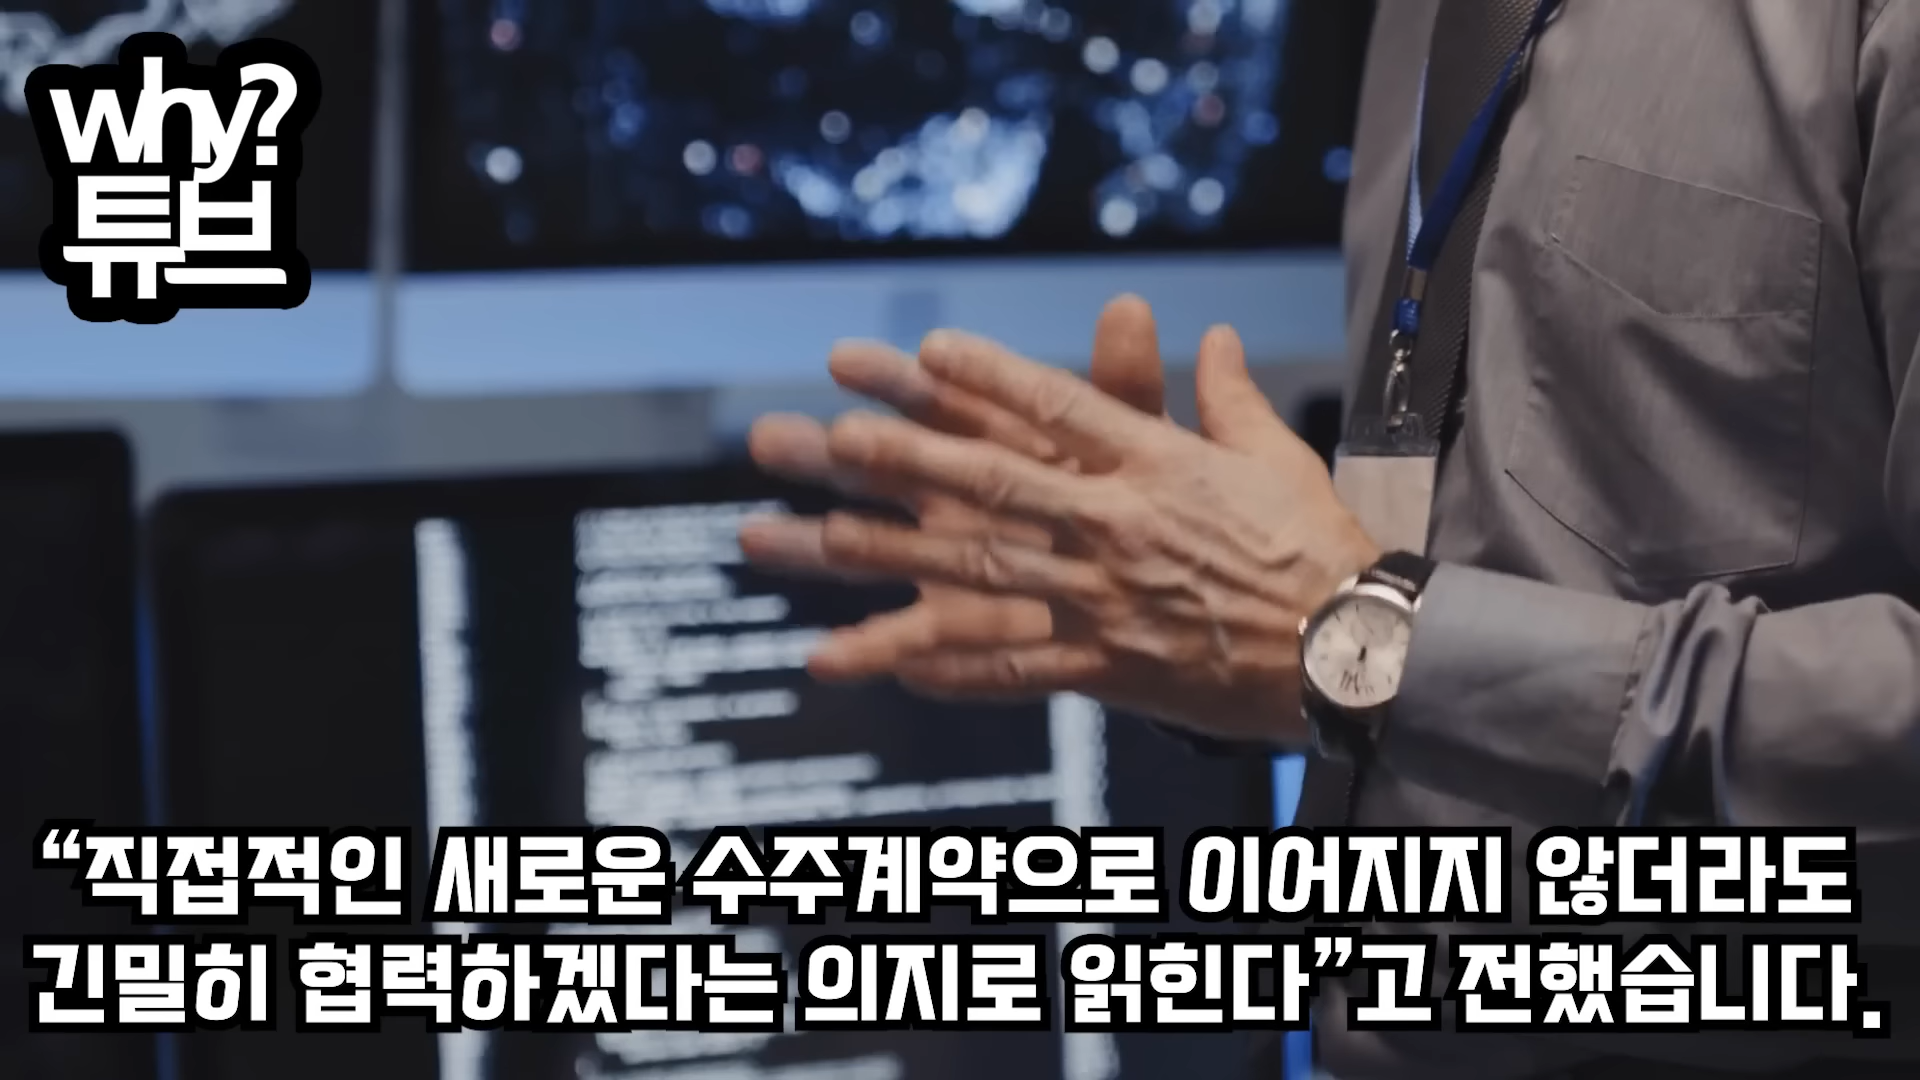 why?
튜브
“직접적인 새로운 수주계약으로 이어지지 않더라도
긴밀히 협력하겠다는 의지로 읽힌다”고 전했습니다.